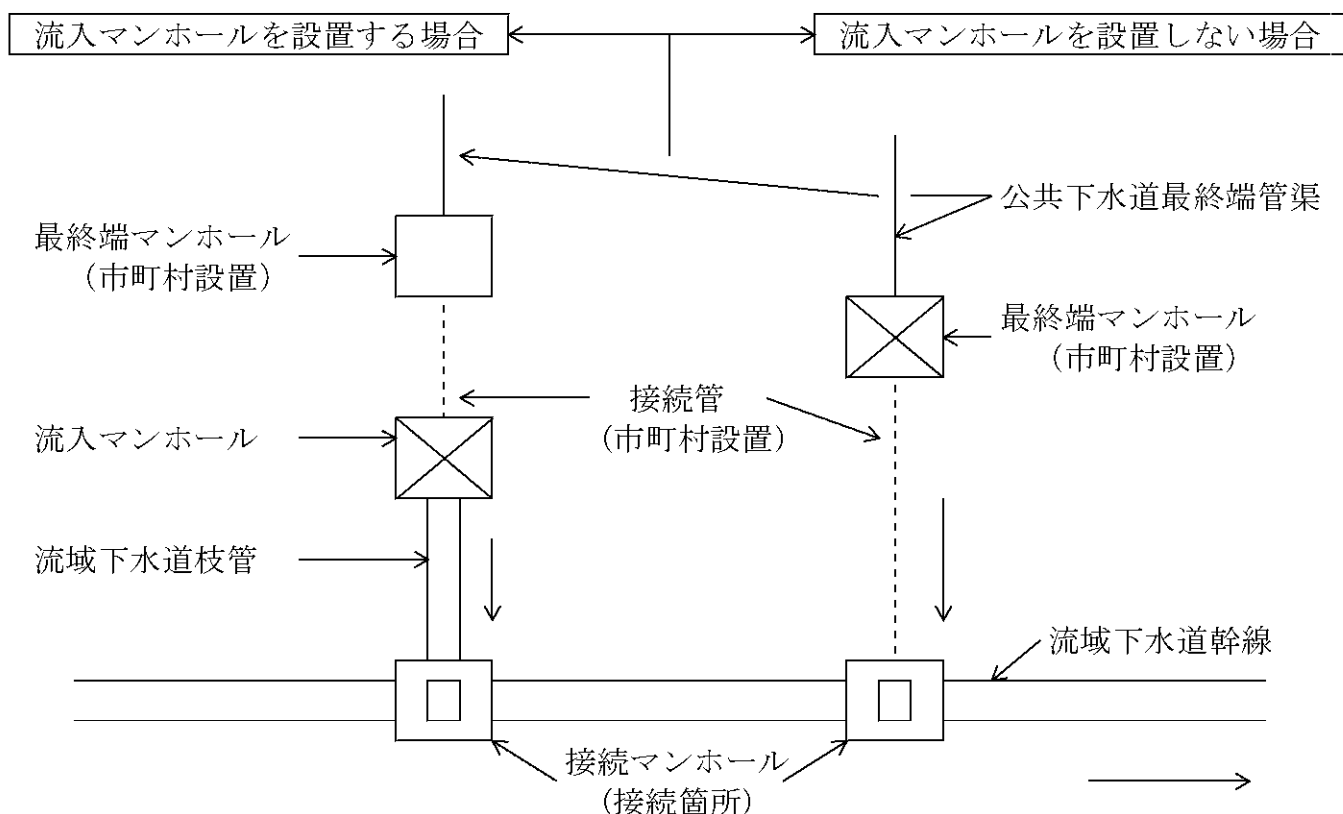 流入マンホールを設置する場合
流入マンホールを設置しない場合
公共下水道最終端管渠
最終端マンホール
（市町村設置）
最終端マンホール
（市町村設置）
接続管
（市町村設置）
流入マンホール
流域下水道枝管
流域下水道幹線
接続マンホール
（接続箇所）